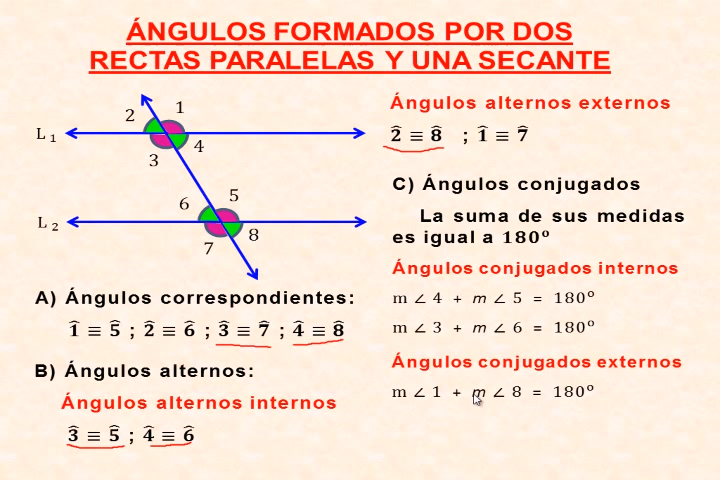 ÁNGULOS FORMADOS POR DOS
RECTAS PARALELAS Y UNA SECANTE
2 1
L 1
3 4
6 5
L 2
7 8
A) Ángulos correspondientes:
1̂ ≡ 5̂ ; 2̂ ≡ 6̂ ; 3̂ ≡ 7̂ ; 4̂ ≡ 8̂
B) Ángulos alternos:
Ángulos alternos internos
3̂ ≡ 5̂ ; 4̂ ≡ 6̂
Ángulos alternos externos
2̂ ≡ 8̂ ; 1̂ ≡ 7̂
C) Ángulos conjugados
La suma de sus medidas
es igual a 180º
Ángulos conjugados internos
m ∠ 4 + m ∠ 5 = 180º
m ∠ 3 + m ∠ 6 = 180º
Ángulos conjugados externos
m ∠ 1 + m ∠ 8 = 180º